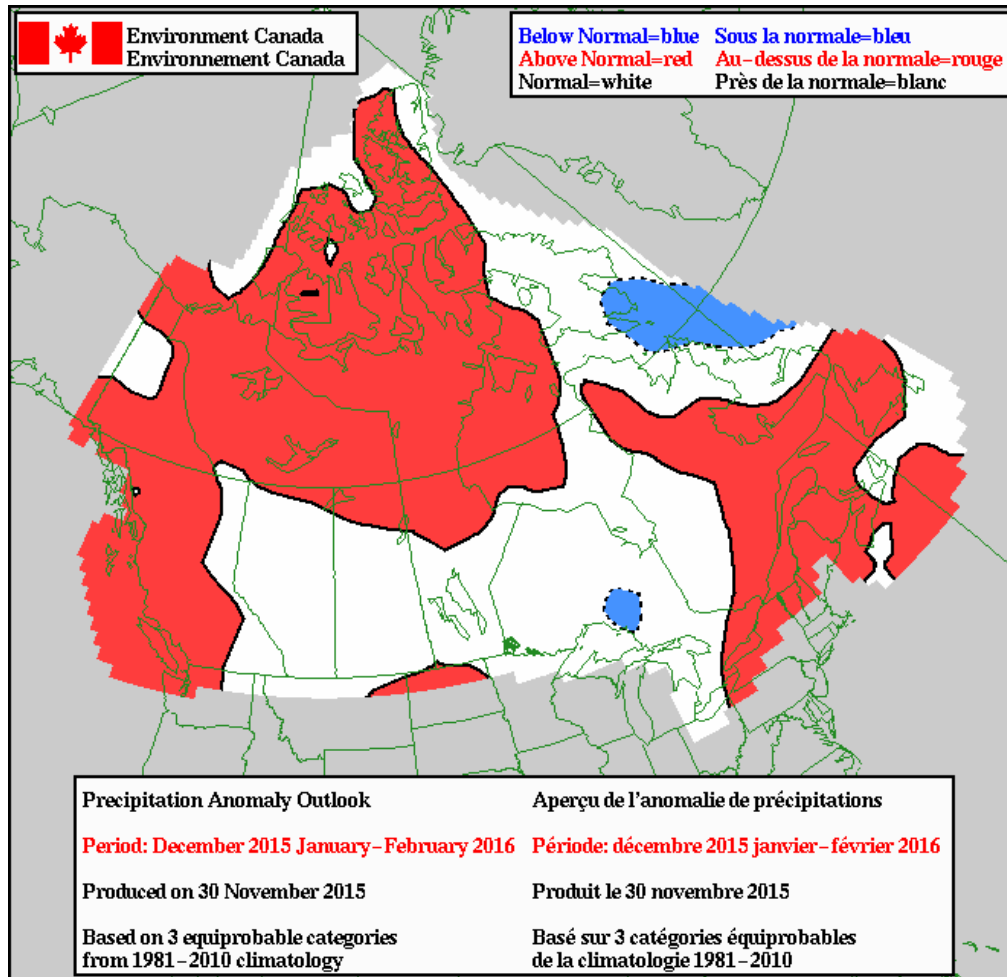 Environment Canada
Environnement Canada
Below Normal=blue Sous la normale=bleu
Above Normal=red Au-dessus de la normale=rouge
Normal=white Près de la normale=blanc
Precipitation Anomaly Outlook
Aperçu de l'anomalie de précipitations
Period: December 2015 January-February 2016
Période: décembre 2015 janvier-février 2016
Produced on 30 November 2015
Produit le 30 novembre 2015
Based on 3 equiprobable categories
from 1981-2010 climatology
Basé sur 3 catégories équiprobables
de la climatologie 1981-2010